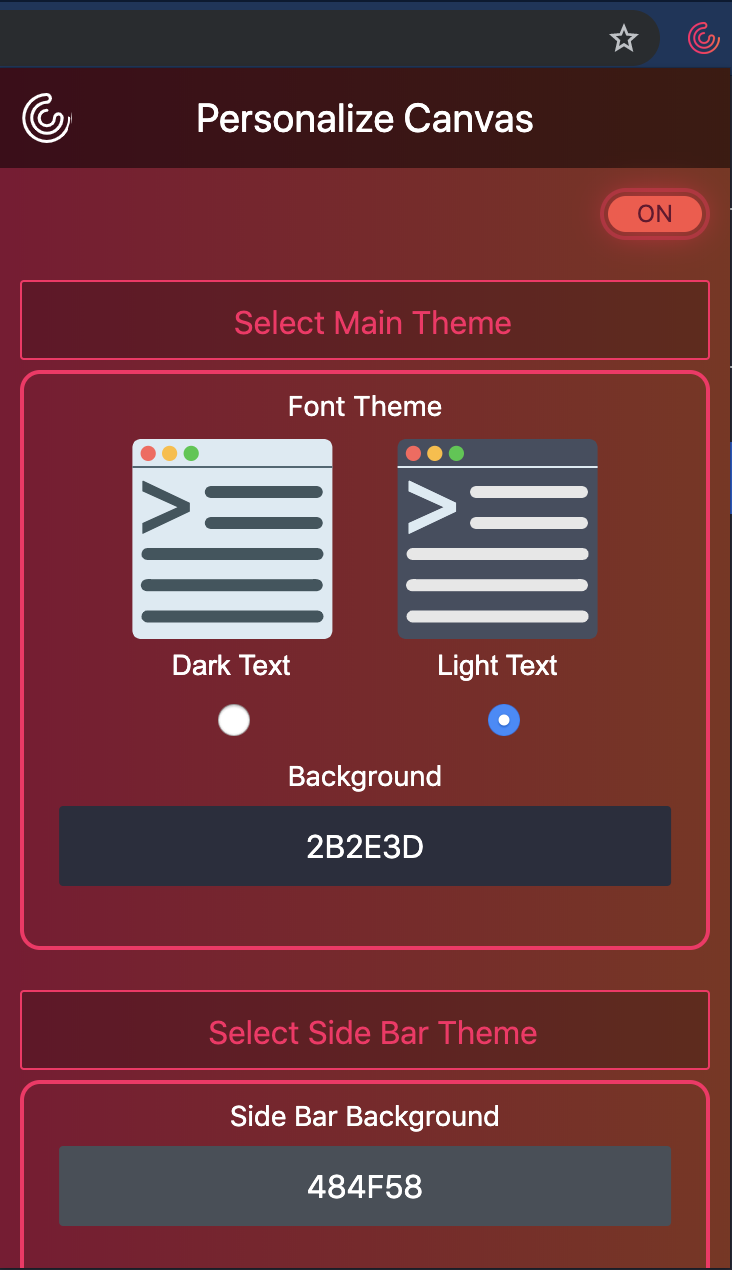 Personalize Canvas
ON
Select Main Theme
Font Theme
Dark Text
Light Text
Background
2B2E3D
Select Side Bar Theme
Side Bar Background
484F58